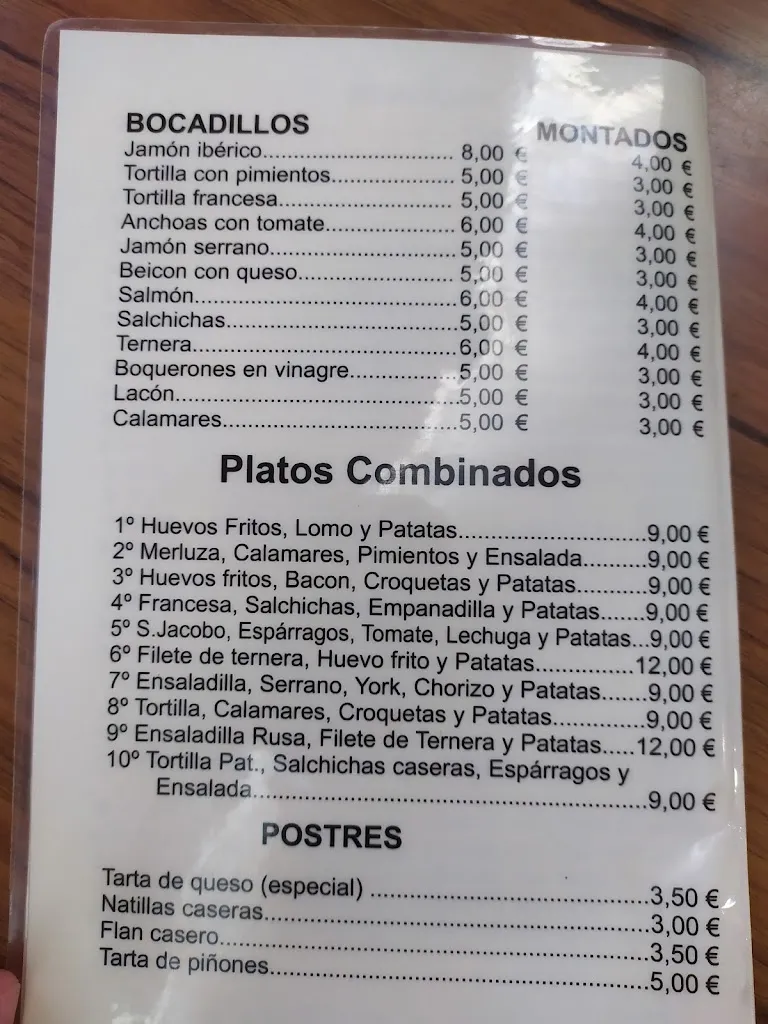 BOCADILLOS MONTADOS
Jamón ibérico.................................. 8,00 € 4,00 €
Tortilla con pimientos...................... 5,00 € 3,00 €
Tortilla francesa............................... 5,00 € 3,00 €
Anchoas con tomate....................... 6,00 € 4,00 €
Jamón serrano................................. 5,00 € 3,00 €
Beicon con queso........................... 5,00 € 3,00 €
Salmón.............................................6,00 € 4,00 €
Salchichas........................................5,00 € 3,00 €
Ternera..............................................6,00 € 4,00 €
Boquerones en vinagre...................5,00 € 3,00 €
Lacón................................................5,00 € 3,00 €
Calamares........................................5,00 € 3,00 €
Platos Combinados
1º Huevos Fritos, Lomo y Patatas.............................9,00 €
2º Merluza, Calamares, Pimientos y Ensalada..........9,00 €
3º Huevos fritos, Bacon, Croquetas y Patatas...........9,00 €
4º Francesa, Salchichas, Empanadilla y Patatas.......9,00 €
5º S.Jacobo, Espárragos, Tomate, Lechuga y Patatas...9,00 €
6º Filete de ternera, Huevo frito y Patatas................12,00 €
7º Ensaladilla, Serrano, York, Chorizo y Patatas.......9,00 €
8º Tortilla, Calamares, Croquetas y Patatas..............9,00 €
9º Ensaladilla Rusa, Filete de Ternera y Patatas.....12,00 €
10º Tortilla Pat., Salchichas caseras, Espárragos y
Ensalada.............................................................9,00 €
POSTRES
Tarta de queso (especial) ...........................................3,50 €
Natillas caseras...........................................................3,00 €
Flan casero..................................................................3,50 €
Tarta de piñones..........................................................5,00 €